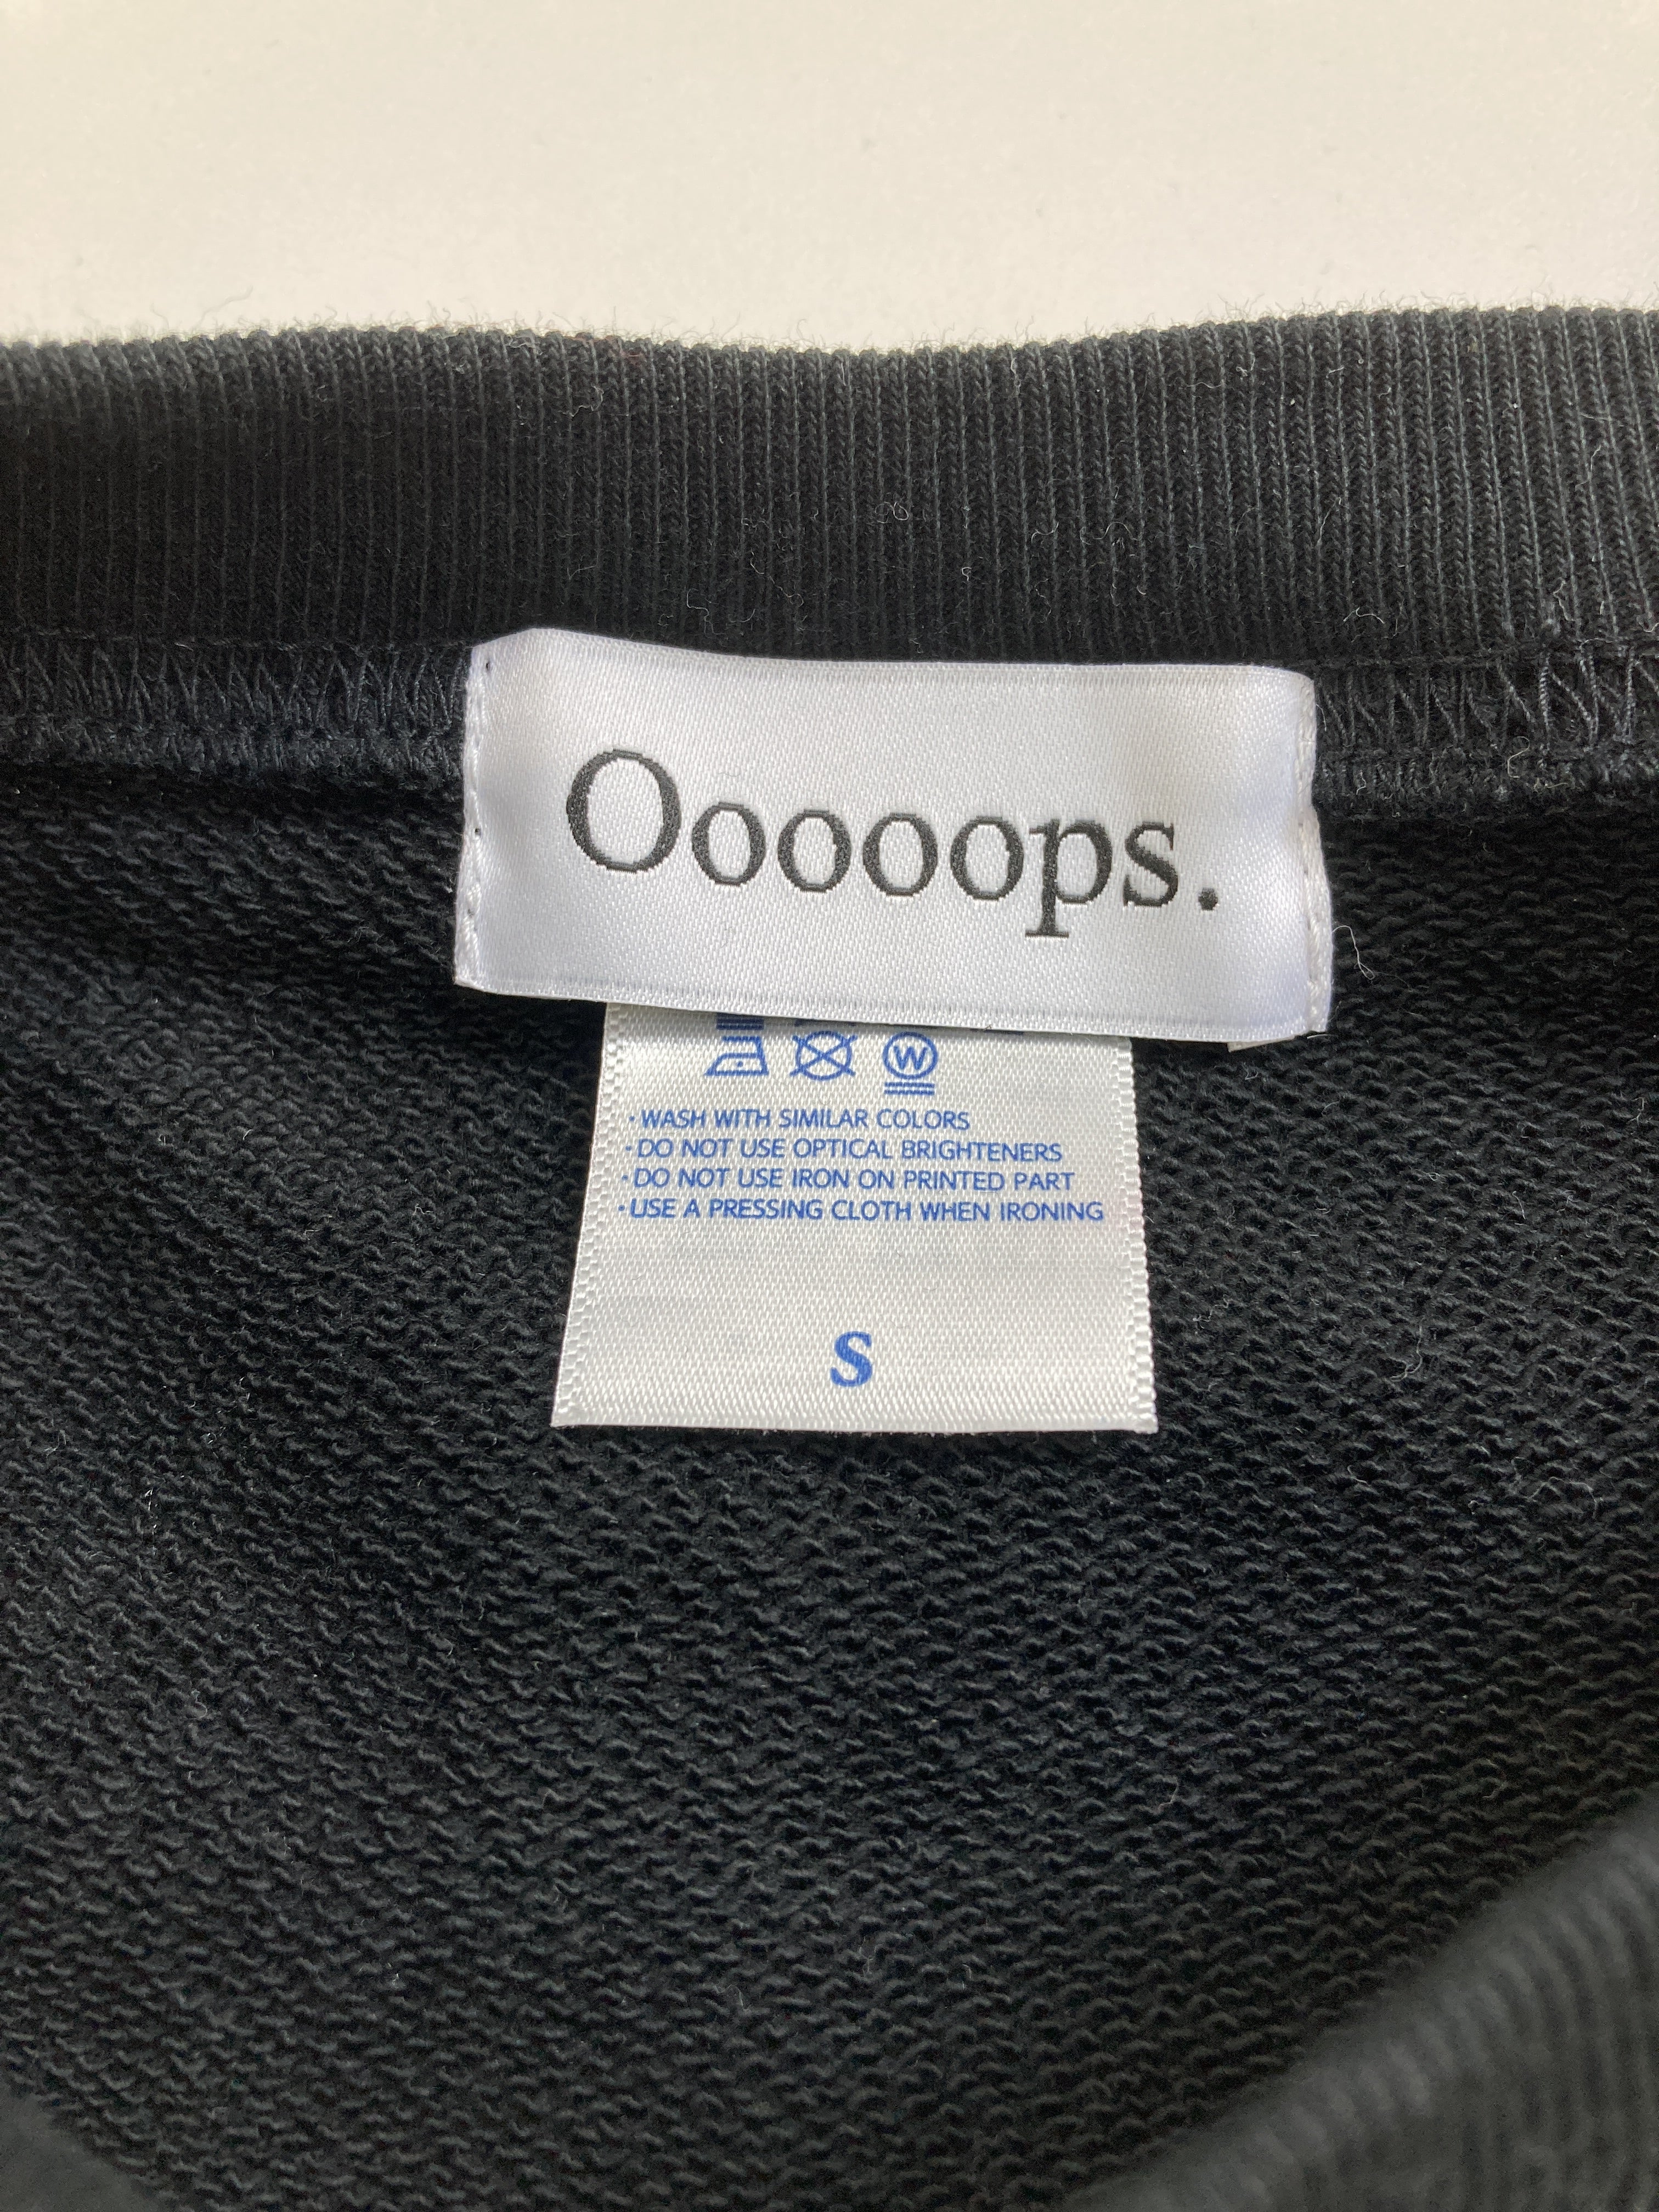 Ooooops.
W
・WASH WITH SIMILAR COLORS
・DO NOT USE OPTICAL BRIGHTENERS
・DO NOT USE IRON ON PRINTED PART
・USE A PRESSING CLOTH WHEN IRONING
S